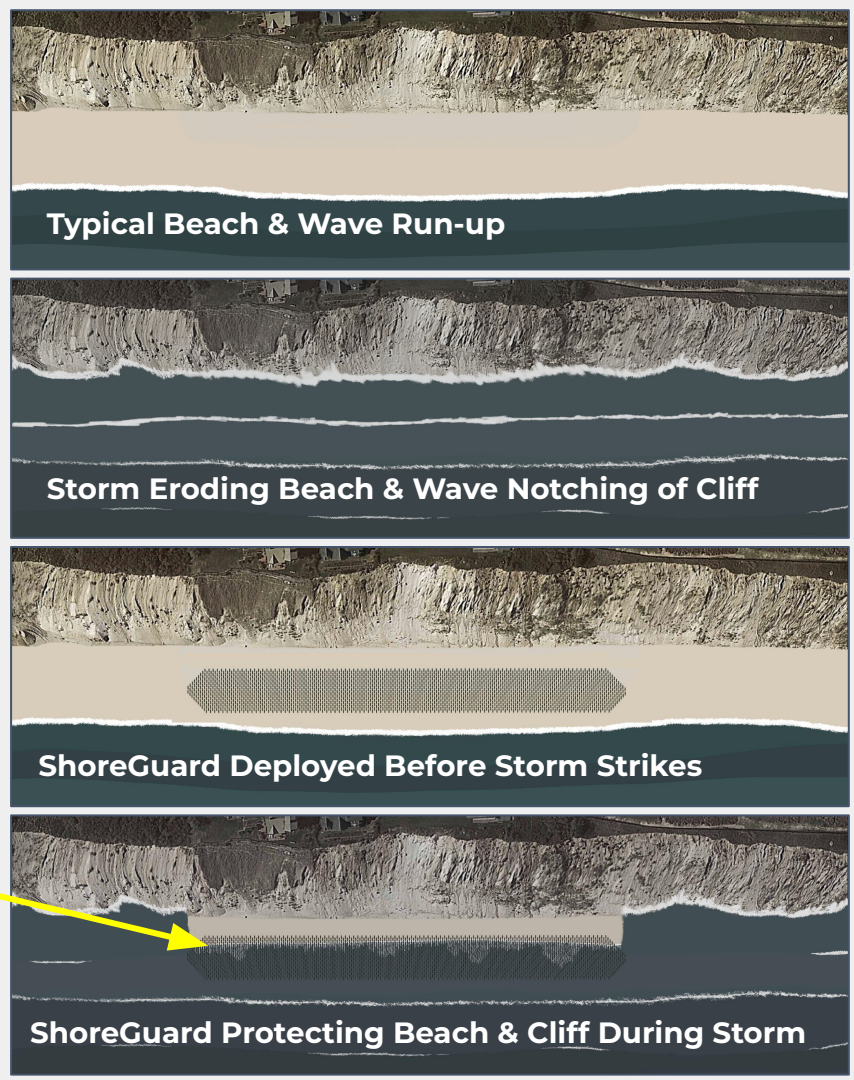 Typical Beach & Wave Run-up
Storm Eroding Beach & Wave Notching of Cliff
ShoreGuard Deployed Before Storm Strikes
ShoreGuard Protecting Beach & Cliff During Storm